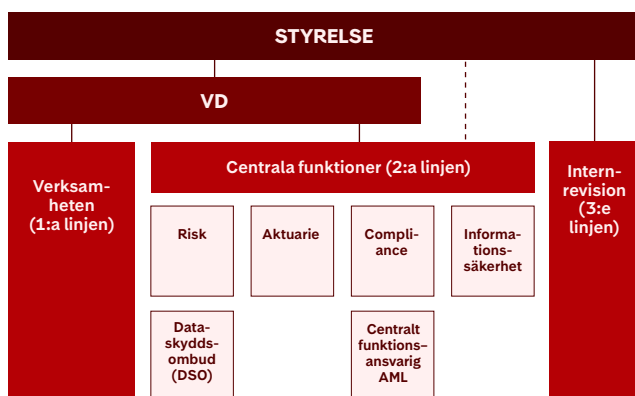 STYRELSE
VD
Verksam-
heten
(1:a linjen)
Centrala funktioner (2:a linjen)
Intern-
revision
(3:e
linjen)
Risk
Aktuarie
Compli-
ance
Informa-
tions-
säkerhet
Data-
skydds-
ombud
(DSO)
Centralt
funktions–
ansvarig
AML